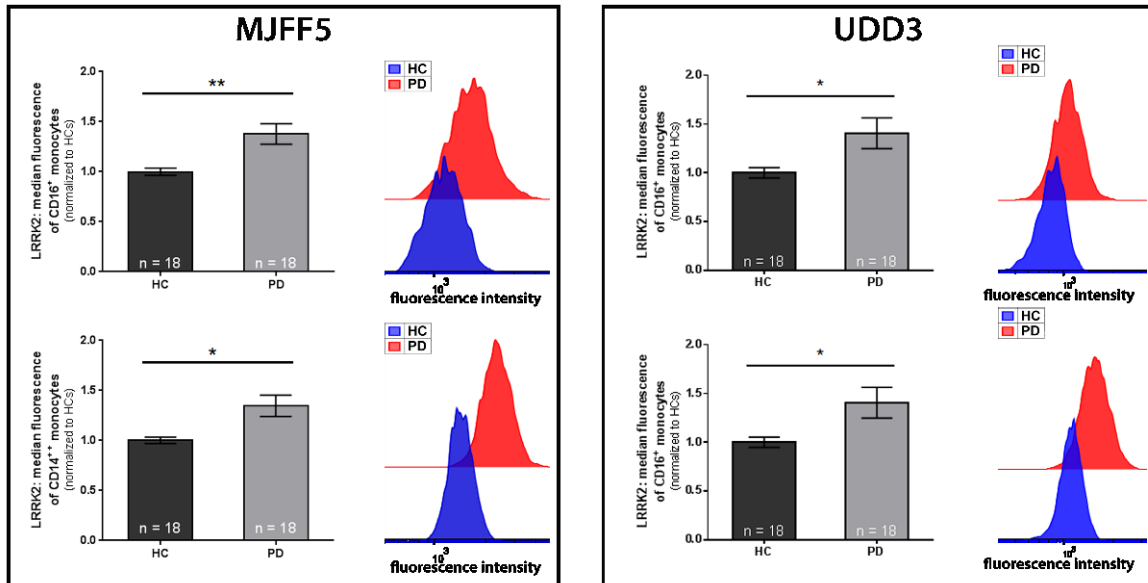 MJFF5
LRRK2: median fluorescence
of CD16+ monocytes
(normalized to HCs)
2.0
1.5
1.0
0.5
0.0
**
n = 18
n = 18
HC
PD
HC
PD
10³
fluorescence intensity
LRRK2: median fluorescence
of CD14++ monocytes
(normalized to HCs)
2.0
1.5
1.0
0.5
0.0
*
n = 18
n = 18
HC
PD
HC
PD
10³
fluorescence intensity
UDD3
LRRK2: median fluorescence
of CD16+ monocytes
(normalized to HCs)
2.0
1.5
1.0
0.5
0.0
*
n = 18
n = 18
HC
PD
HC
PD
10³
fluorescence intensity
LRRK2: median fluorescence
of CD16+ monocytes
(normalized to HCs)
2.0
1.5
1.0
0.5
0.0
*
n = 18
n = 18
HC
PD
HC
PD
10³
fluorescence intensity